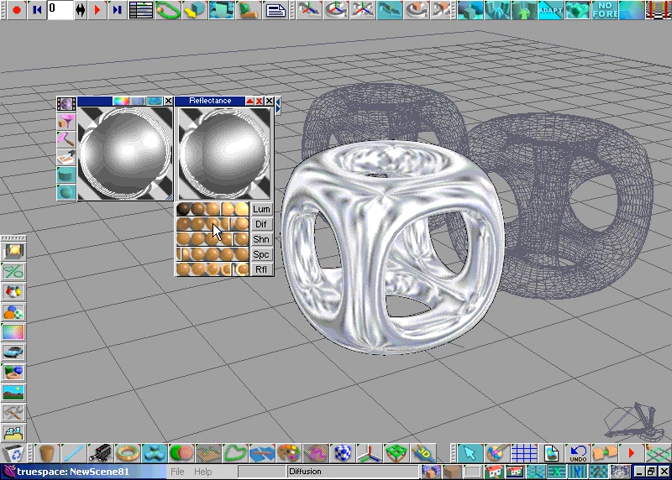 0
ADAPT
NO
FORE
Reflectance
Lum
Dif
Shn
Spc
Rfl
UNDO
truespace: NewScene81
File
Help
Diffusion